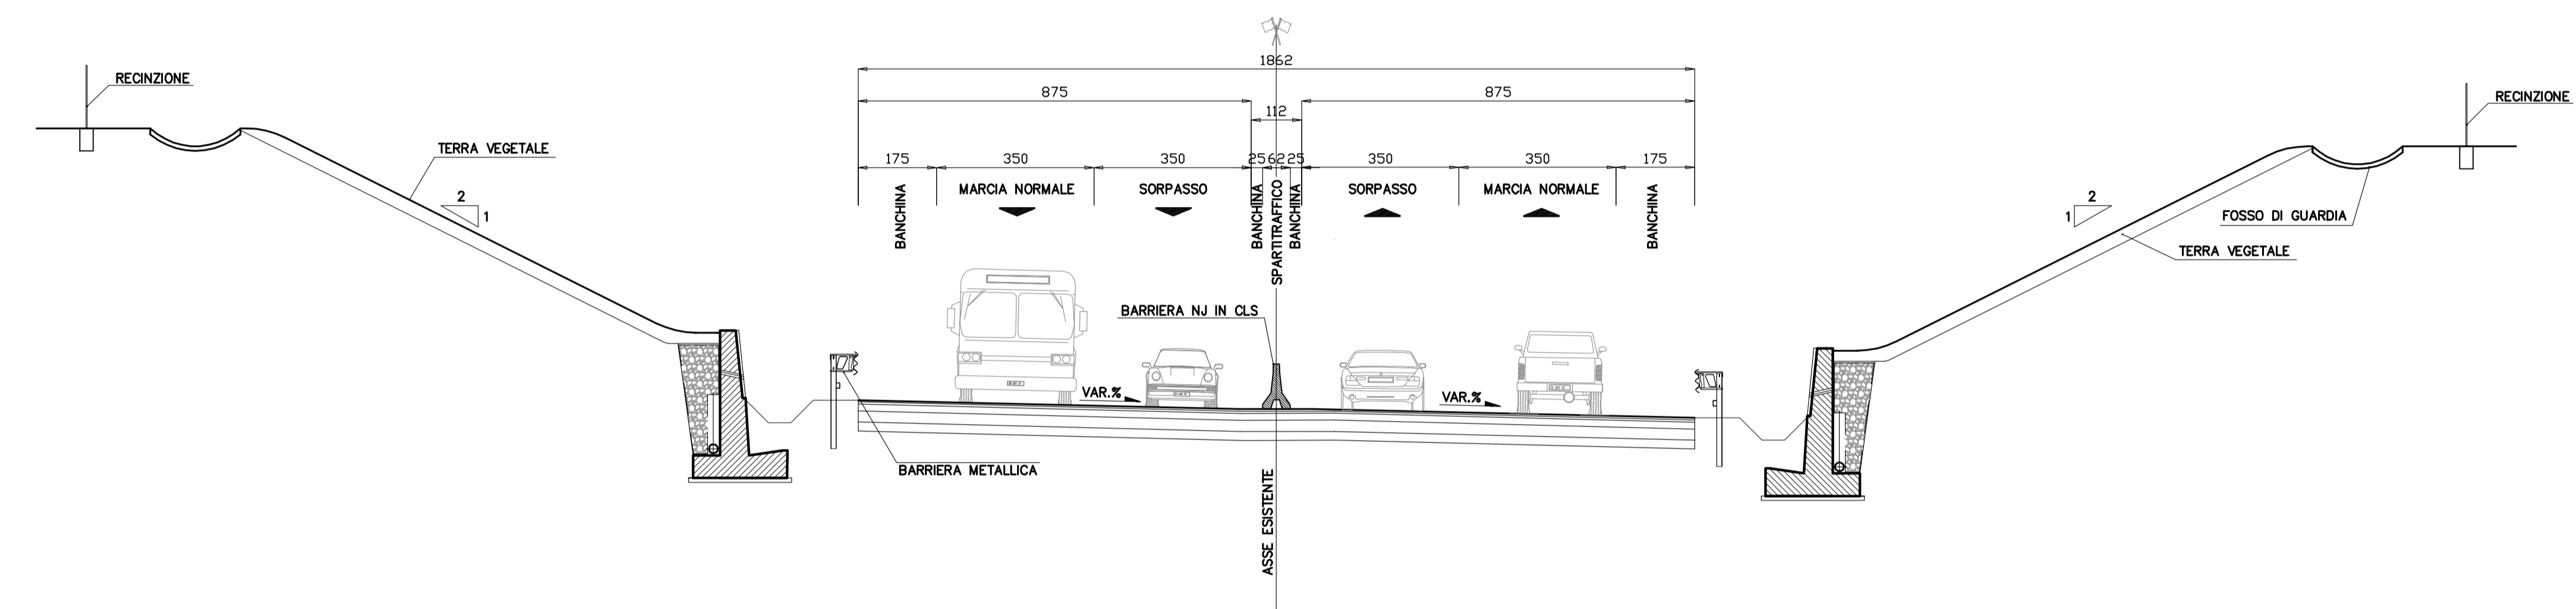 1862
875
875
112
175
350
350
25
62
25
350
350
175
RECINZIONE
RECINZIONE
TERRA VEGETALE
2
1
BANCHINA
MARCIA NORMALE
SORPASSO
BANCHINA
SPARTITRAFFICO
BANCHINA
SORPASSO
MARCIA NORMALE
BANCHINA
2
1
FOSSO DI GUARDIA
TERRA VEGETALE
BARRIERA NJ IN CLS
VAR.%
VAR.%
BARRIERA METALLICA
ASSE ESISTENTE